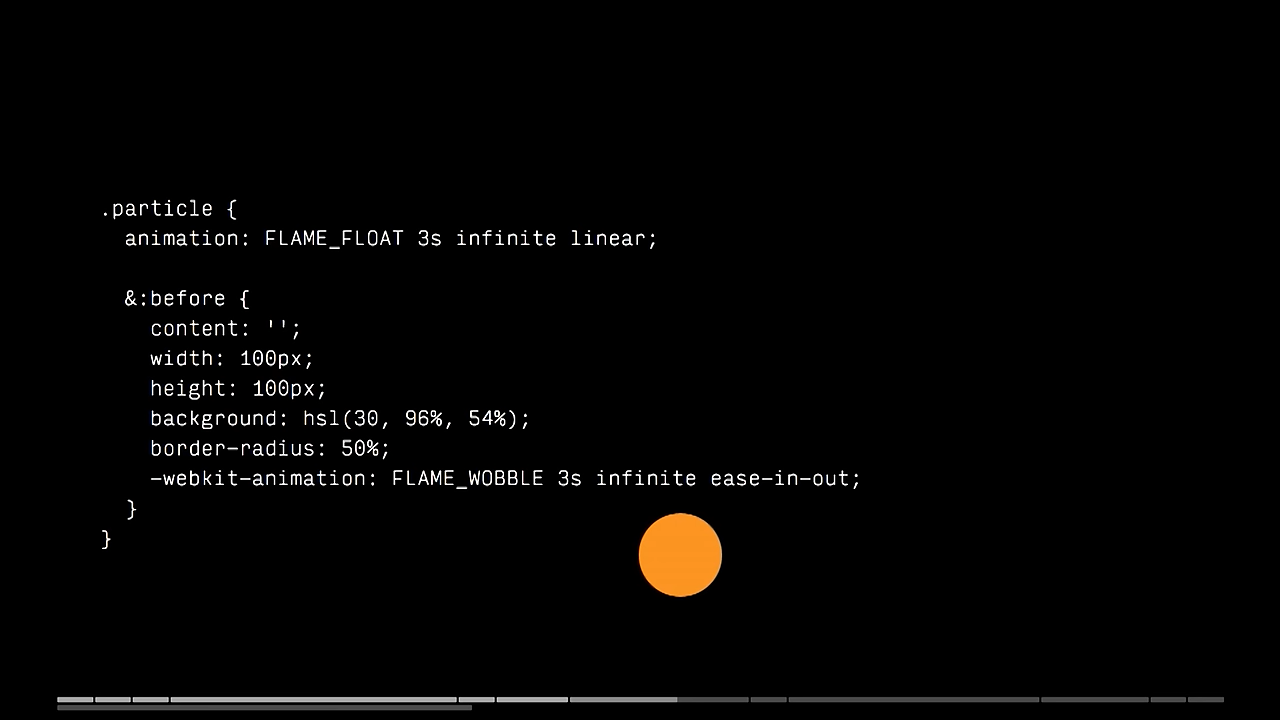 .particle {
animation: FLAME_FLOAT 3s infinite linear;
&:before {
content: '';
width: 100px;
height: 100px;
background: hsl(30, 96%, 54%);
border-radius: 50%;
-webkit-animation: FLAME_WOBBLE 3s infinite ease-in-out;
}
}